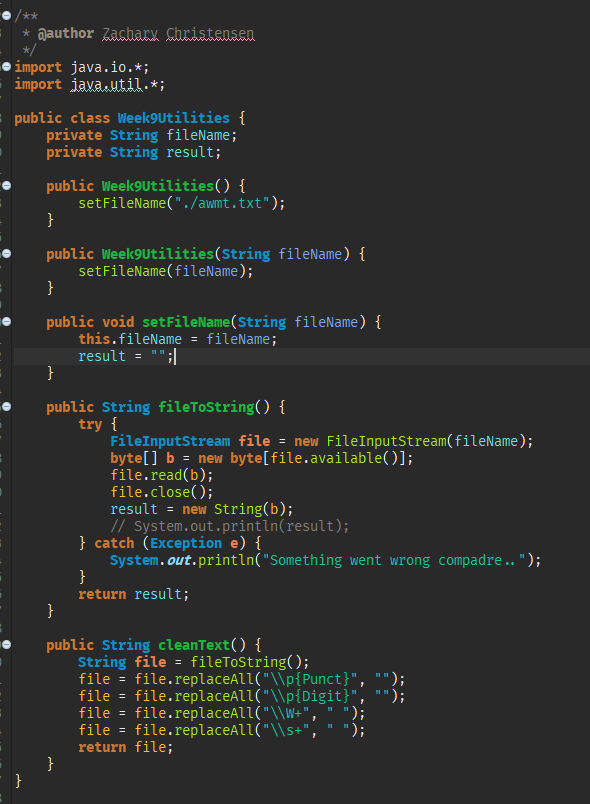 /**
 * @author Zachary Christensen
 */
import java.io.*;
import java.util.*;

public class Week9Utilities {
    private String fileName;
    private String result;

    public Week9Utilities() {
        setFileName("./awmt.txt");
    }

    public Week9Utilities(String fileName) {
        setFileName(fileName);
    }

    public void setFileName(String fileName) {
        this.fileName = fileName;
        result = "";
    }

    public String fileToString() {
        try {
            FileInputStream file = new FileInputStream(fileName);
            byte[] b = new byte[file.available()];
            file.read(b);
            file.close();
            result = new String(b);
            // System.out.println(result);
        } catch (Exception e) {
            System.out.println("Something went wrong compadre..");
        }
        return result;
    }

    public String cleanText() {
        String file = fileToString();
        file = file.replaceAll("\\p{Punct}", "");
        file = file.replaceAll("\\p{Digit}", "");
        file = file.replaceAll("\\W+", " ");
        file = file.replaceAll("\\s+", " ");
        return file;
    }
}